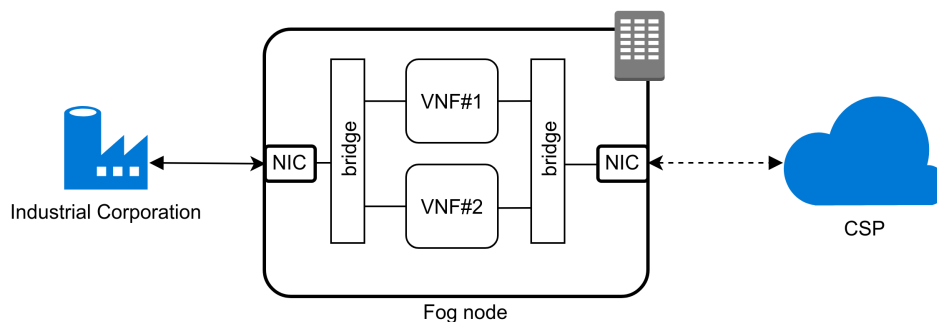 VNF#1
bridge
bridge
NIC
NIC
VNF#2
Industrial Corporation
CSP
Fog node